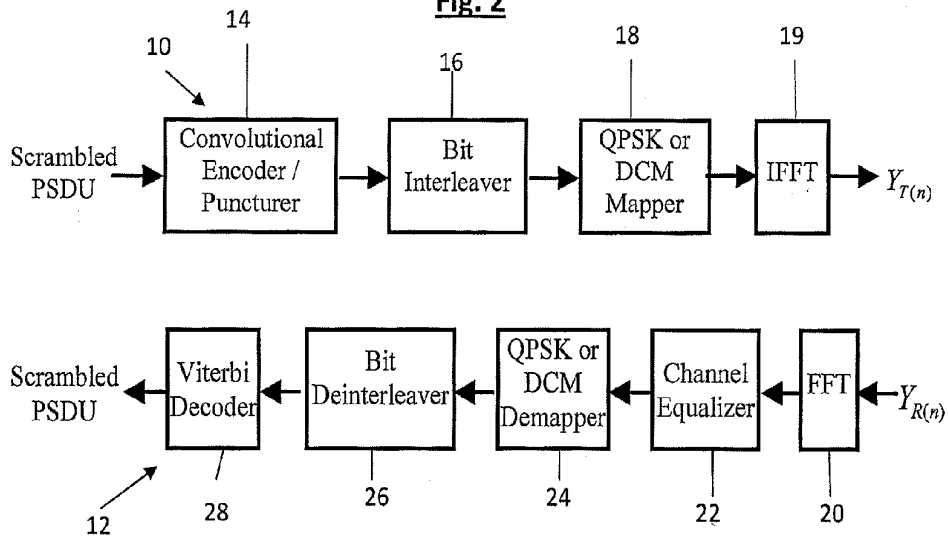 Fig. 2
14
18
19
10
16
Scrambled
PSDU
Convolutional
Encoder /
Puncturer
Bit
Interleaver
QPSK or
DCM
Mapper
IFFT
Y_{T(n)}
Scrambled
PSDU
Viterbi
Decoder
Bit
Deinterleaver
QPSK or
DCM
Demapper
Channel
Equalizer
FFT
Y_{R(n)}
12
28
26
24
22
20